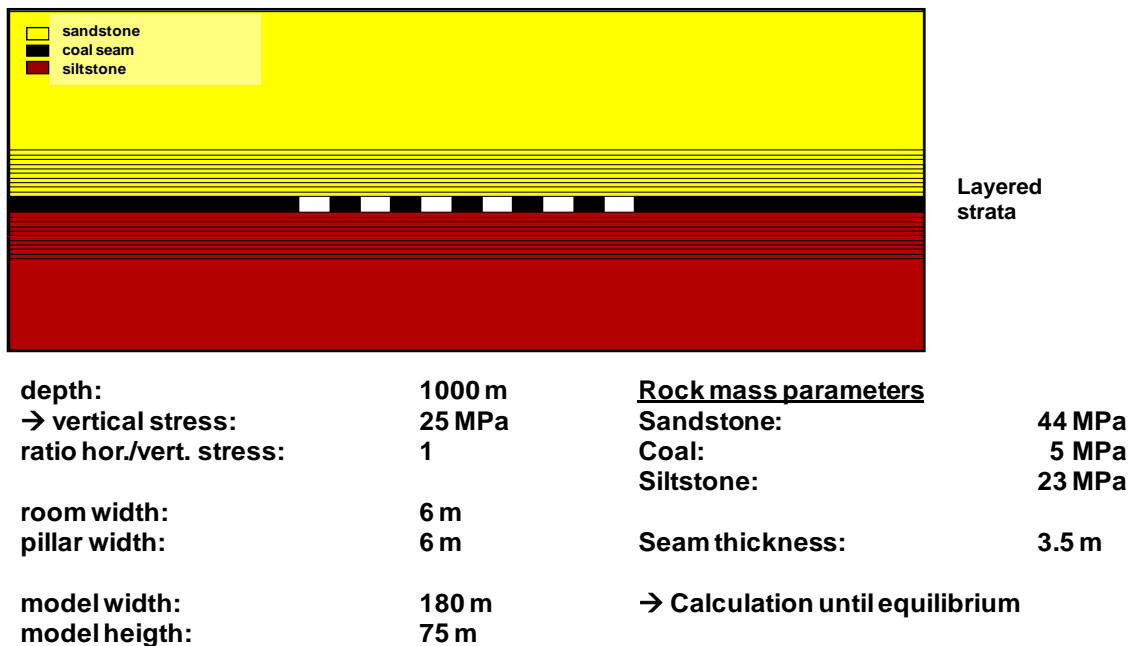 sandstone
coal seam
siltstone
Layered
strata
depth: 1000 m Rock mass parameters
→ vertical stress: 25 MPa Sandstone: 44 MPa
ratio hor./vert. stress: 1 Coal: 5 MPa
Siltstone: 23 MPa
room width: 6 m
pillar width: 6 m Seam thickness: 3.5 m
model width: 180 m → Calculation until equilibrium
model heigth: 75 m